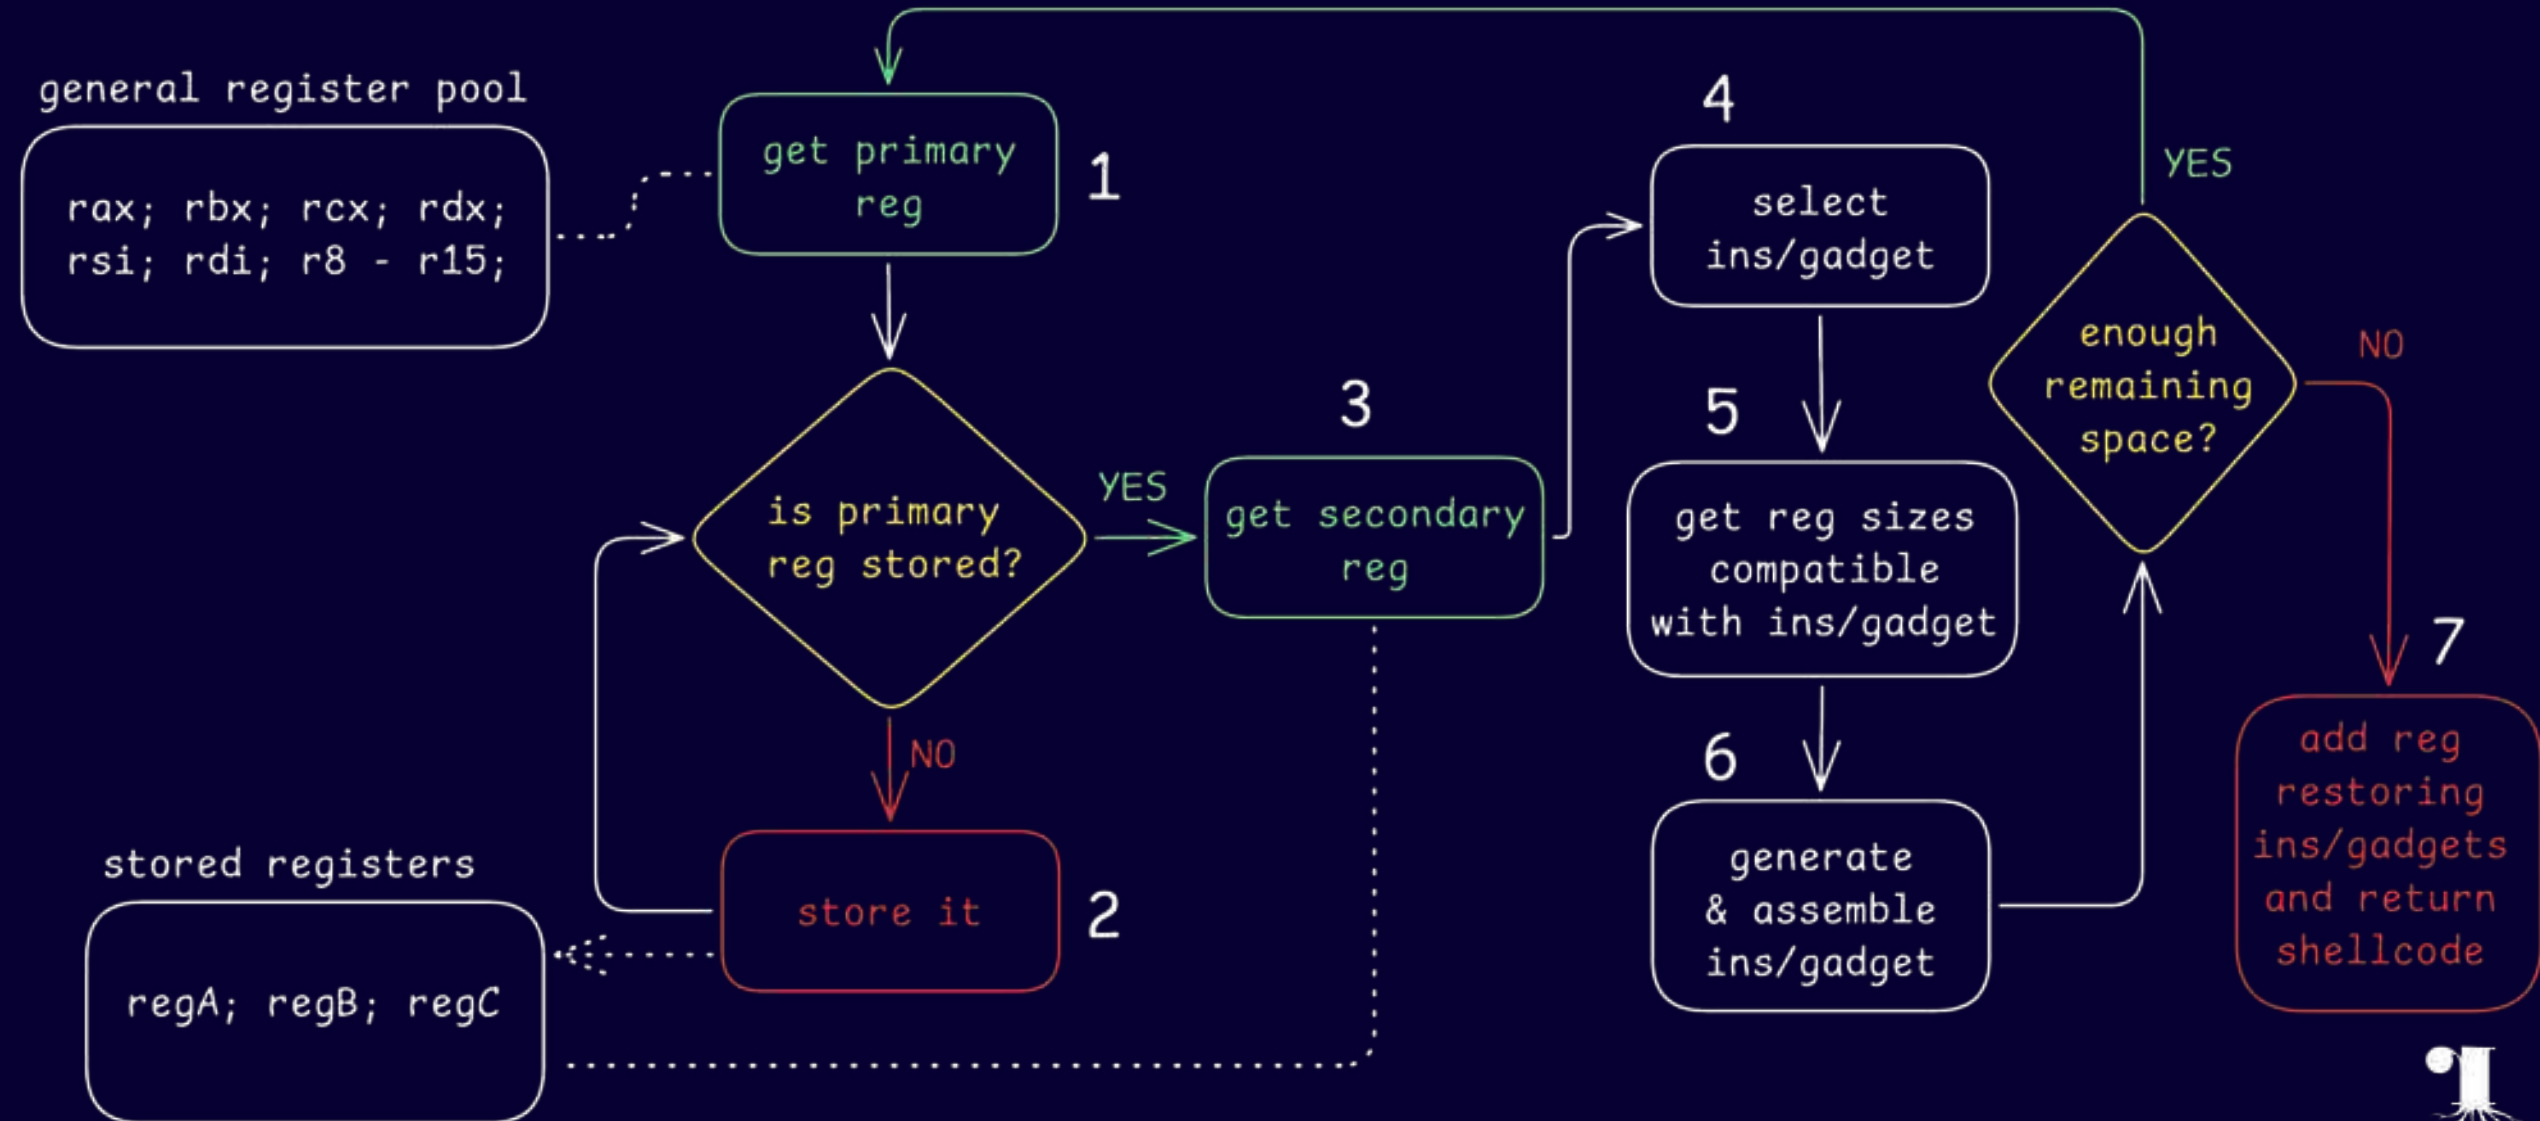 general register pool
rax; rbx; rcx; rdx;
rsi; rdi; r8 - r15;
get primary
reg
1
is primary
reg stored?
YES
NO
store it
2
stored registers
regA; regB; regC
3
get secondary
reg
4
select
ins/gadget
5
get reg sizes
compatible
with ins/gadget
6
generate
& assemble
ins/gadget
enough
remaining
space?
YES
NO
7
add reg
restoring
ins/gadgets
and return
shellcode